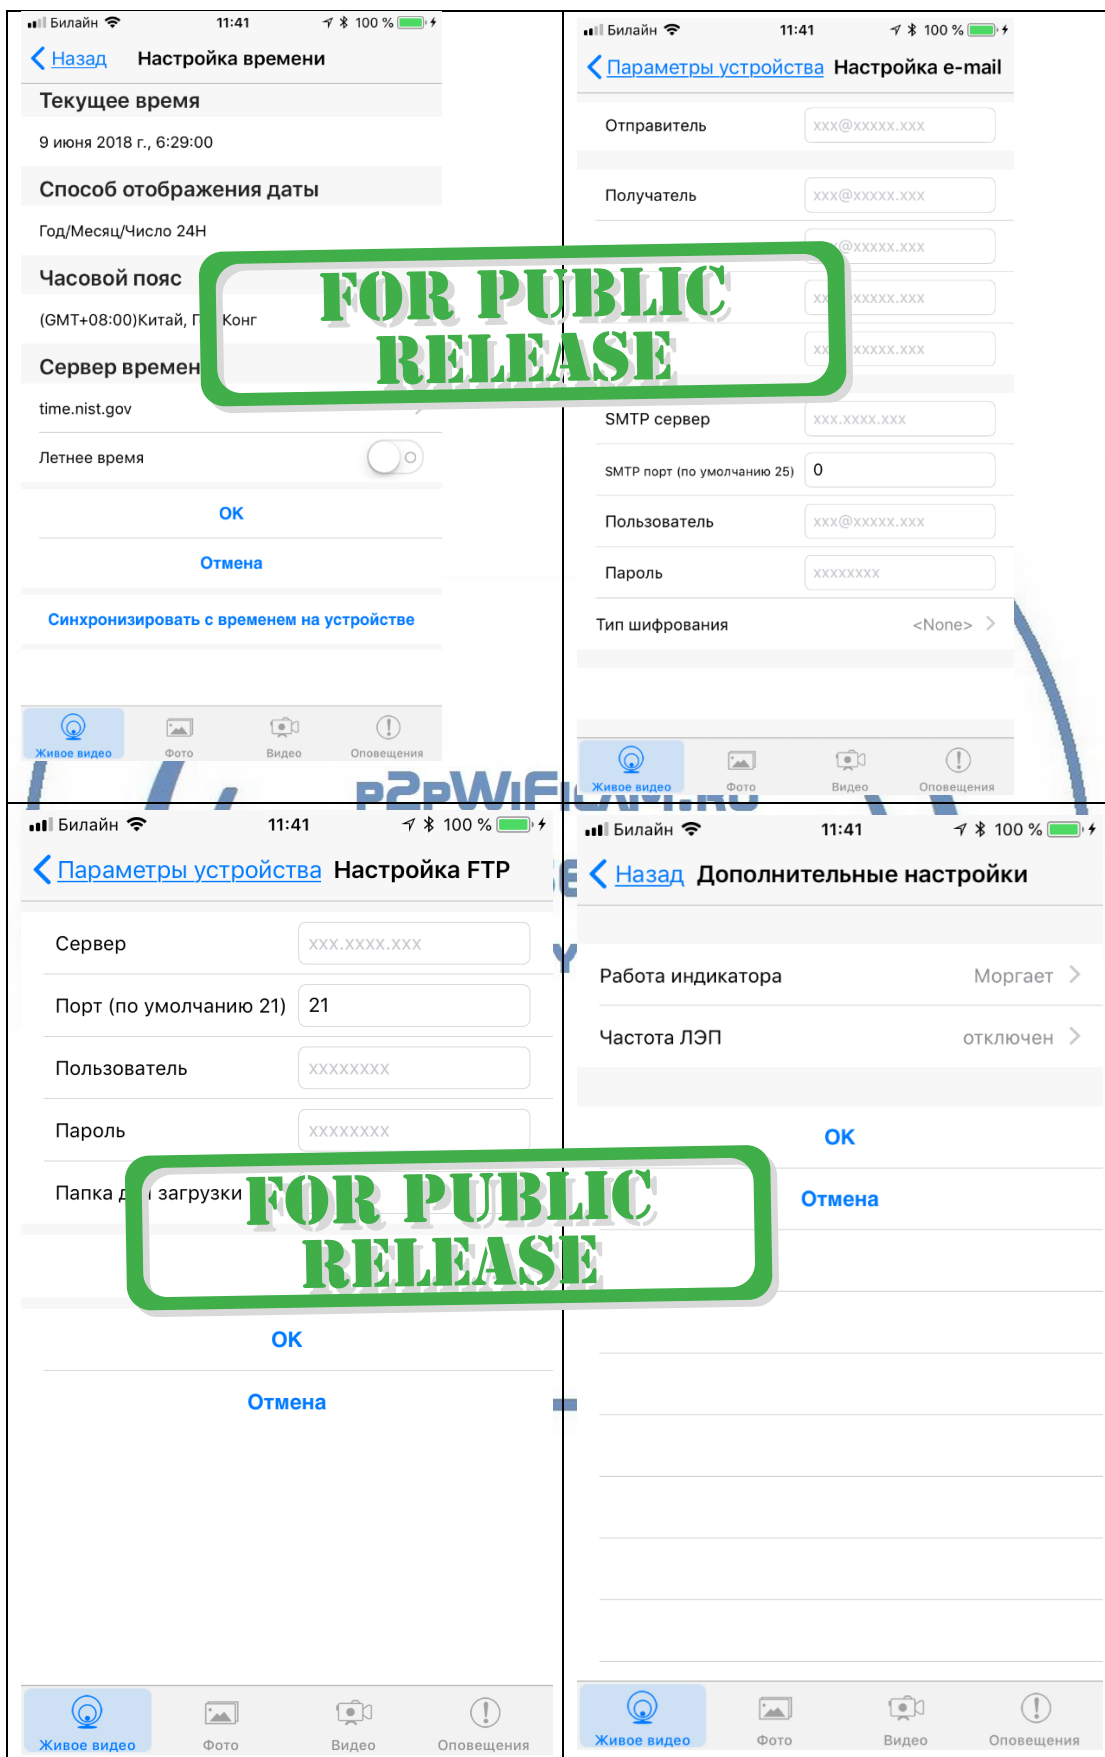 Билайн 11:41 100 %
Назад Настройка времени
Текущее время
9 июня 2018 г., 6:29:00
Способ отображения даты
Год/Месяц/Число 24Н
Часовой пояс
(GMT+08:00)Китай, Конг
Сервер
time.nist.gov
Летнее время
ОК
Отмена
Синхронизировать с временем на устройстве
Живое видео Фото Видео Оповещения
Билайн 11:41 100 %
Параметры устройства Настройка e-mail
Отправитель xxx@xxxxx.xxx
Получатель xxx@xxxxx.xxx
SMTP сервер xxx.xxxx.xxx
SMTP порт (по умолчанию 25) 0
Пользователь xxx@xxxxx.xxx
Пароль xxxxxxxx
Тип шифрования <None>
Живое видео Фото Видео Оповещения
FOR PUBLIC
RELEASE
P2PWiFiCAM.RU
Билайн 11:41 100 %
Параметры устройства Настройка FTP
Сервер xxx.xxxx.xxx
Порт (по умолчанию 21) 21
Пользователь xxxxxxxx
Пароль xxxxxxxx
Папка загрузки
ОК
Отмена
Живое видео Фото Видео Оповещения
Билайн 11:41 100 %
Назад Дополнительные настройки
Работа индикатора Моргает
Частота ЛЭП отключен
ОК
Отмена
Живое видео Фото Видео Оповещения
FOR PUBLIC
RELEASE